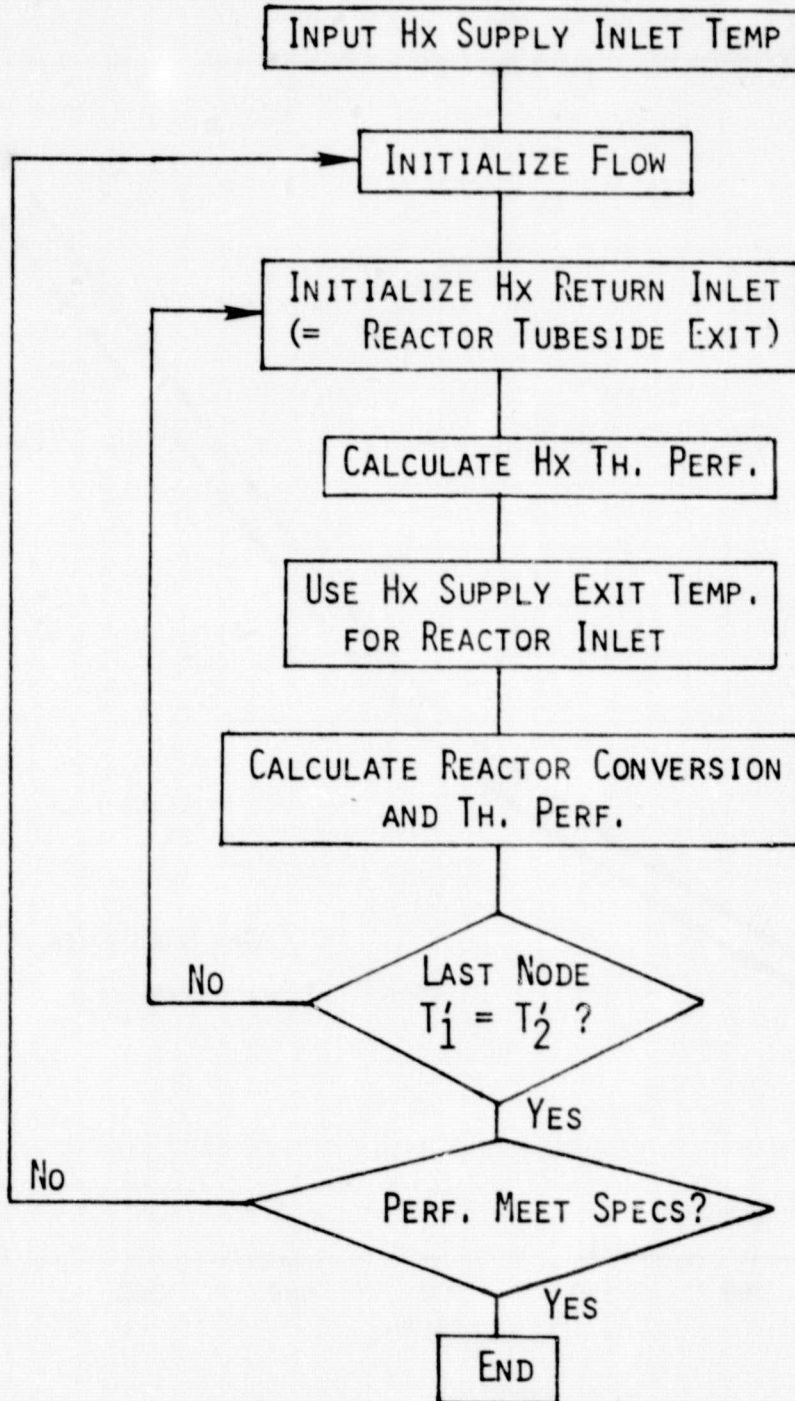 INPUT HX SUPPLY INLET TEMP
INITIALIZE FLOW
INITIALIZE HX RETURN INLET
(= REACTOR TUBESIDE EXIT)
CALCULATE HX TH. PERF.
USE HX SUPPLY EXIT TEMP.
FOR REACTOR INLET
CALCULATE REACTOR CONVERSION
AND TH. PERF.
NO
LAST NODE
T'1 = T'2 ?
YES
NO
PERF. MEET SPECS?
YES
END